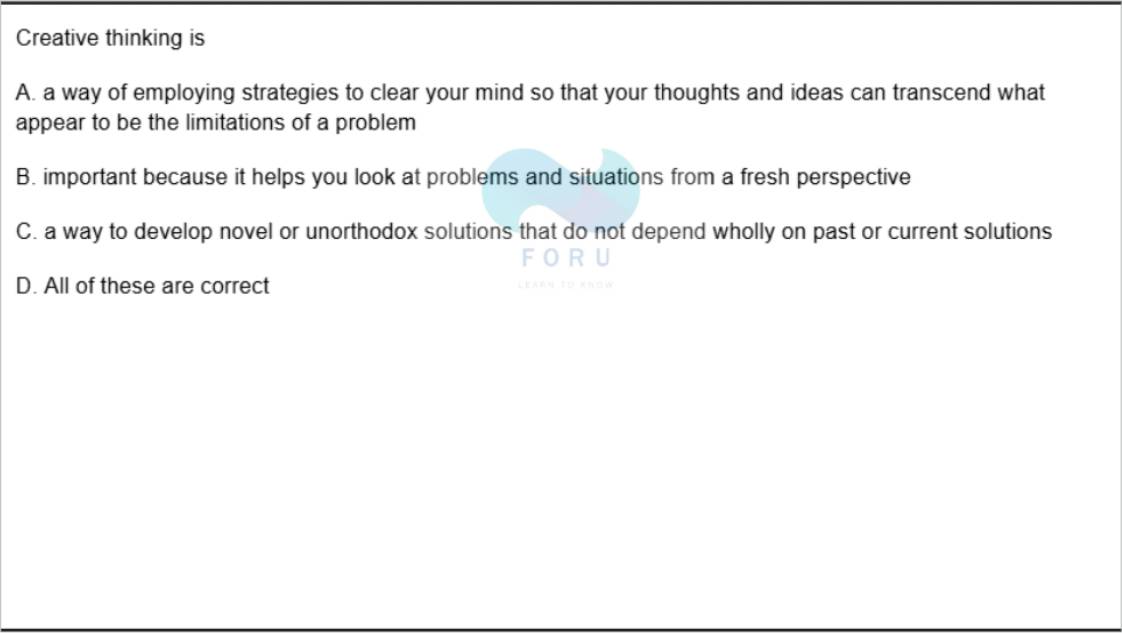 Creative thinking is
A. a way of employing strategies to clear your mind so that your thoughts and ideas can transcend what
appear to be the limitations of a problem
B. important because it helps you look at problems and situations from a fresh perspective
C. a way to develop novel or unorthodox solutions that do not depend wholly on past or current solutions
FORU
LEARN TO KNOW
D. All of these are correct